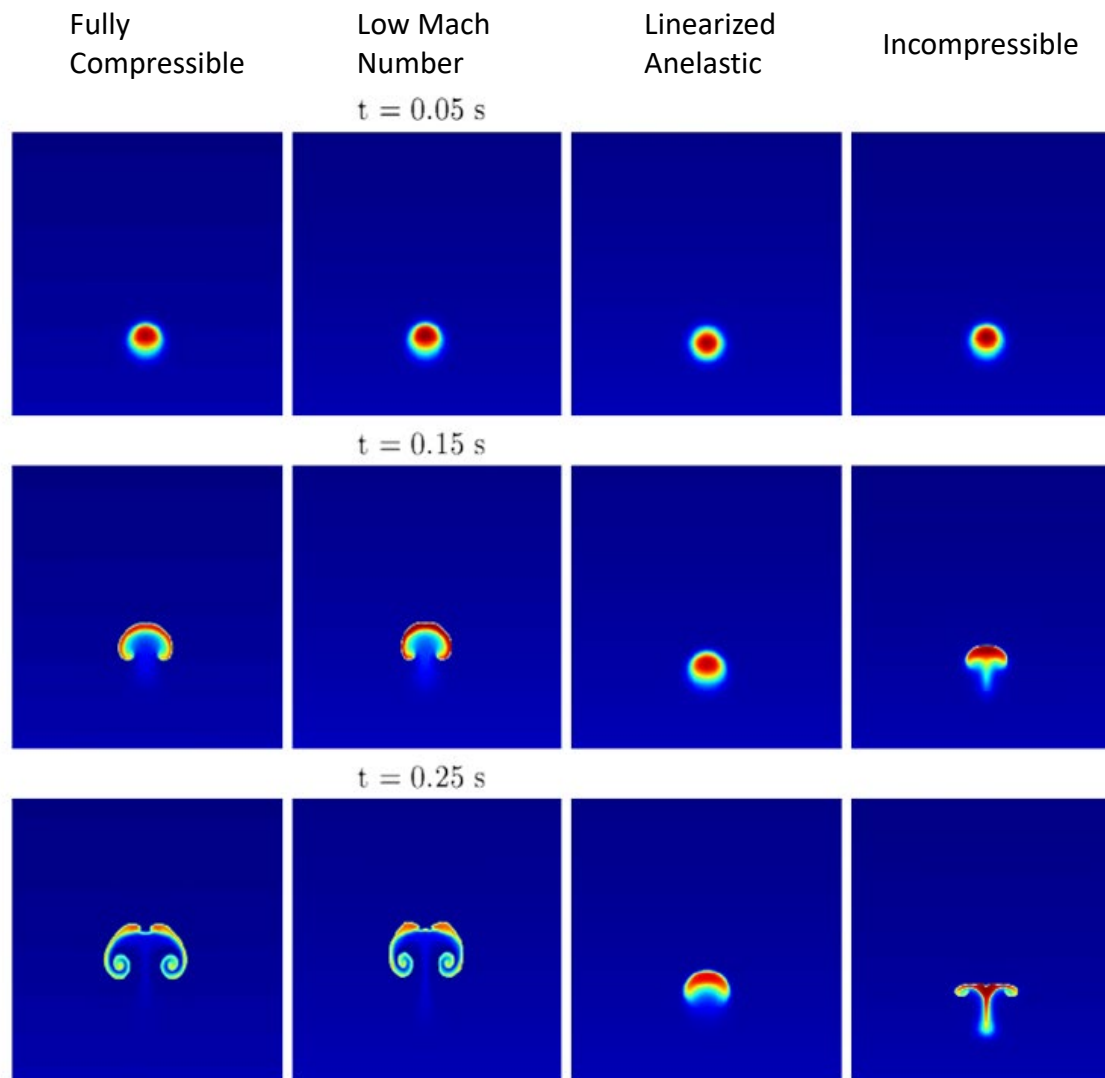 Fully
Compressible
Low Mach
Number
Linearized
Anelastic
Incompressible
t = 0.05 s
t = 0.15 s
t = 0.25 s